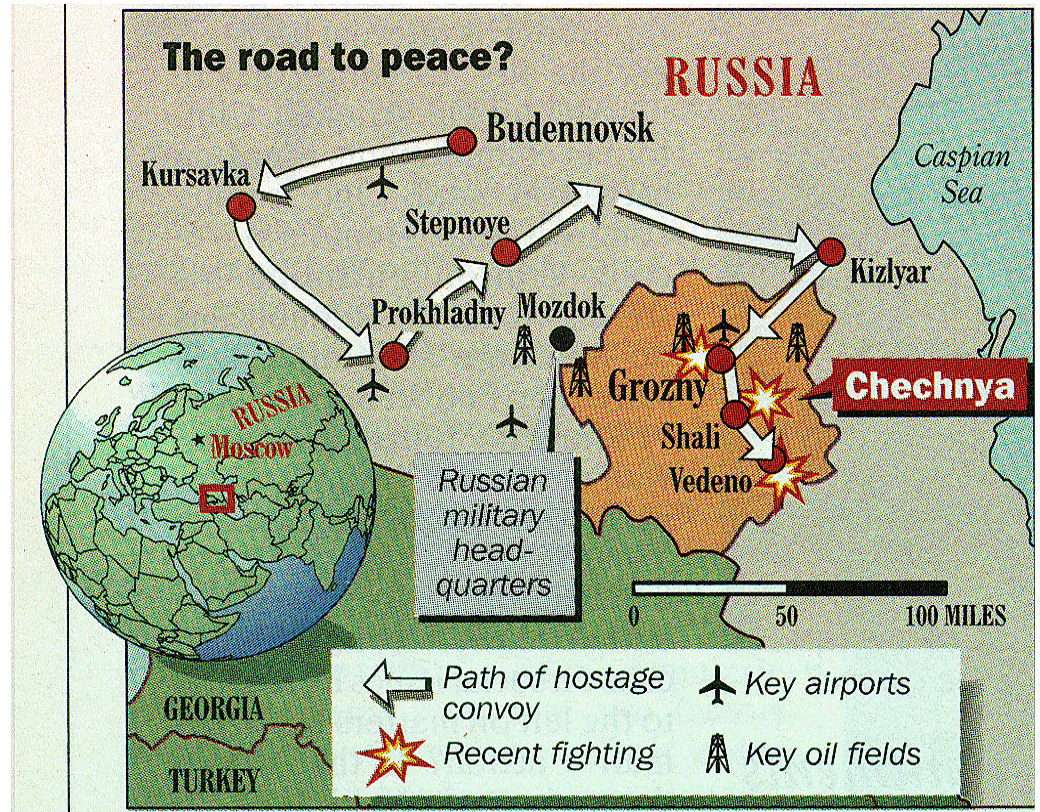 The road to peace?
RUSSIA
Budennovsk
Caspian
Sea
Kursavka
Stepnoye
Kizlyar
Prokhladny
Mozdok
Grozny
Chechnya
RUSSIA
Moscow
Shali
Vedeno
Russian
military
head-
quarters
0 50 100 MILES
GEORGIA
TURKEY
Path of hostage
convoy
Key airports
Recent fighting
Key oil fields